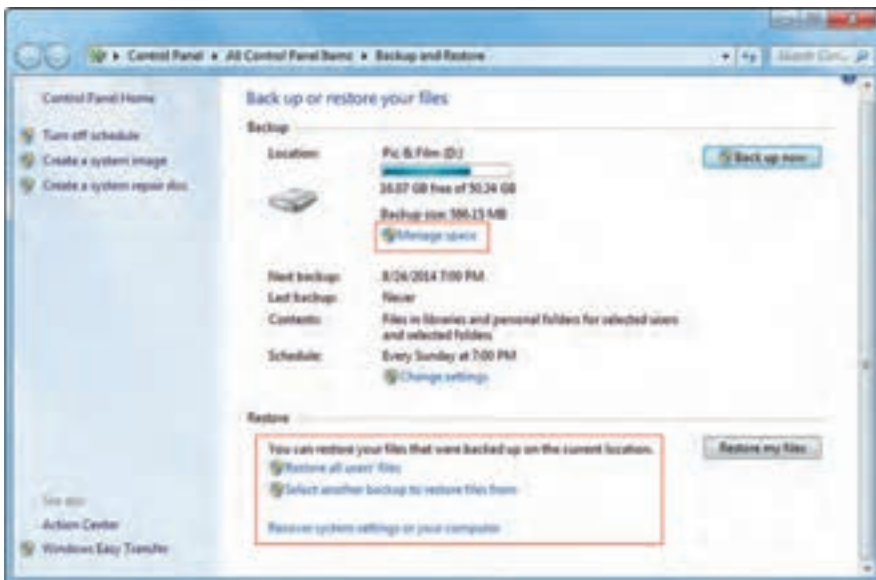 Control Panel ▸ All Control Panel Items ▸ Backup and Restore
Control Panel Home
Turn off schedule
Create a system image
Create a system repair disc
See also
Action Center
Windows Easy Transfer
Back up or restore your files
Backup
Location: Pic & Film (D:)
GB free of 50.24 GB
Backup size: MB
Manage space
Back up now
Next backup: 8/24/2014 7:00 PM
Last backup: Never
Contents: Files in libraries and personal folders for selected users
and selected folders
Schedule: Every Sunday at 7:00 PM
Change settings
Restore
You can restore your files that were backed up on the current location.
Restore my files
Restore all users' files
Select another backup to restore files from
Recover system settings or your computer